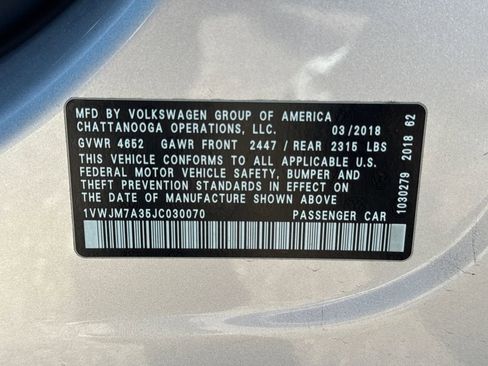 MFD BY VOLKSWAGEN GROUP OF AMERICA
CHATTANOOGA OPERATIONS, LLC. 03/2018
GVWR 4652 GAWR FRONT 2447 / REAR 2315 LBS
THIS VEHICLE CONFORMS TO ALL APPLICABLE U.S.
FEDERAL MOTOR VEHICLE SAFETY, BUMPER AND
THEFT PREVENTION STANDARDS IN EFFECT ON
THE DATE OF MANUFACTURE SHOWN ABOVE
1VWJM7A35JC030070 PASSENGER CAR
1030279 2018 62